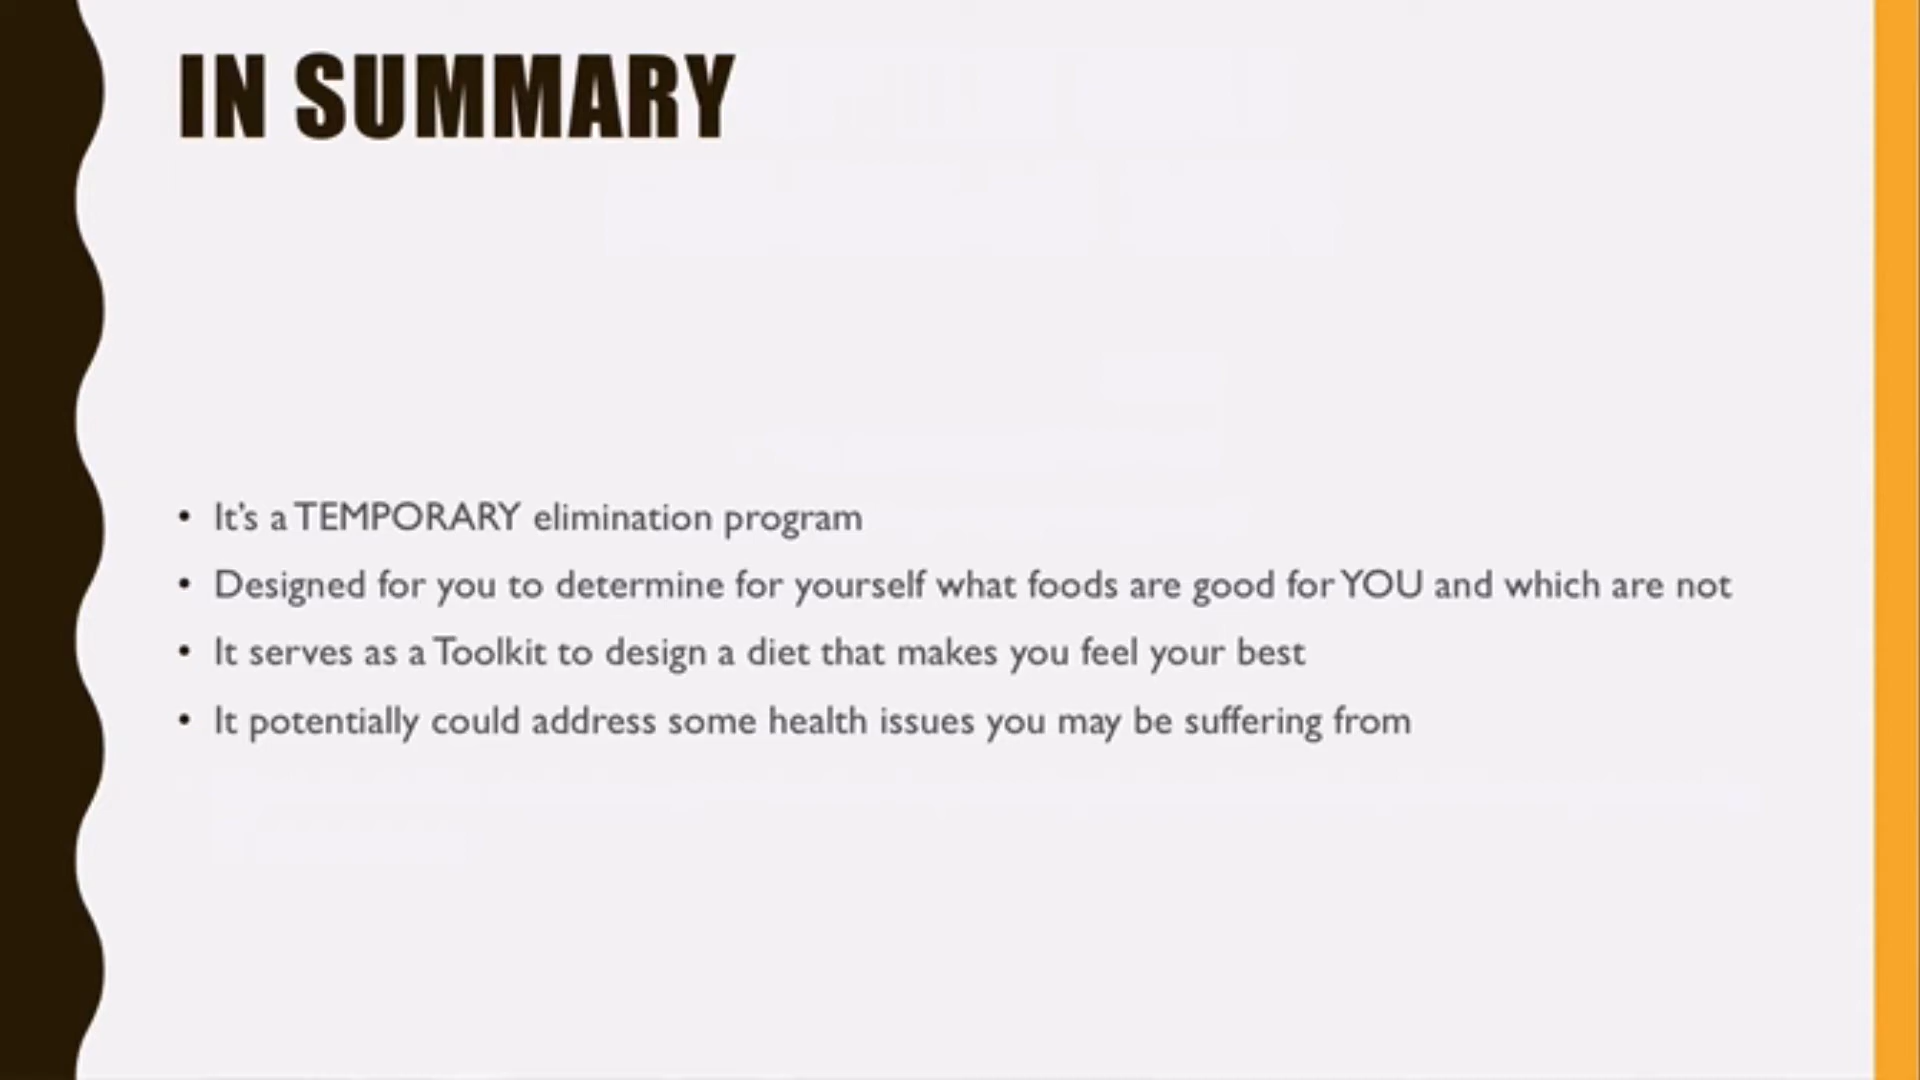 IN SUMMARY
• It's a TEMPORARY elimination program
• Designed for you to determine for yourself what foods are good for YOU and which are not
• It serves as a Toolkit to design a diet that makes you feel your best
• It potentially could address some health issues you may be suffering from